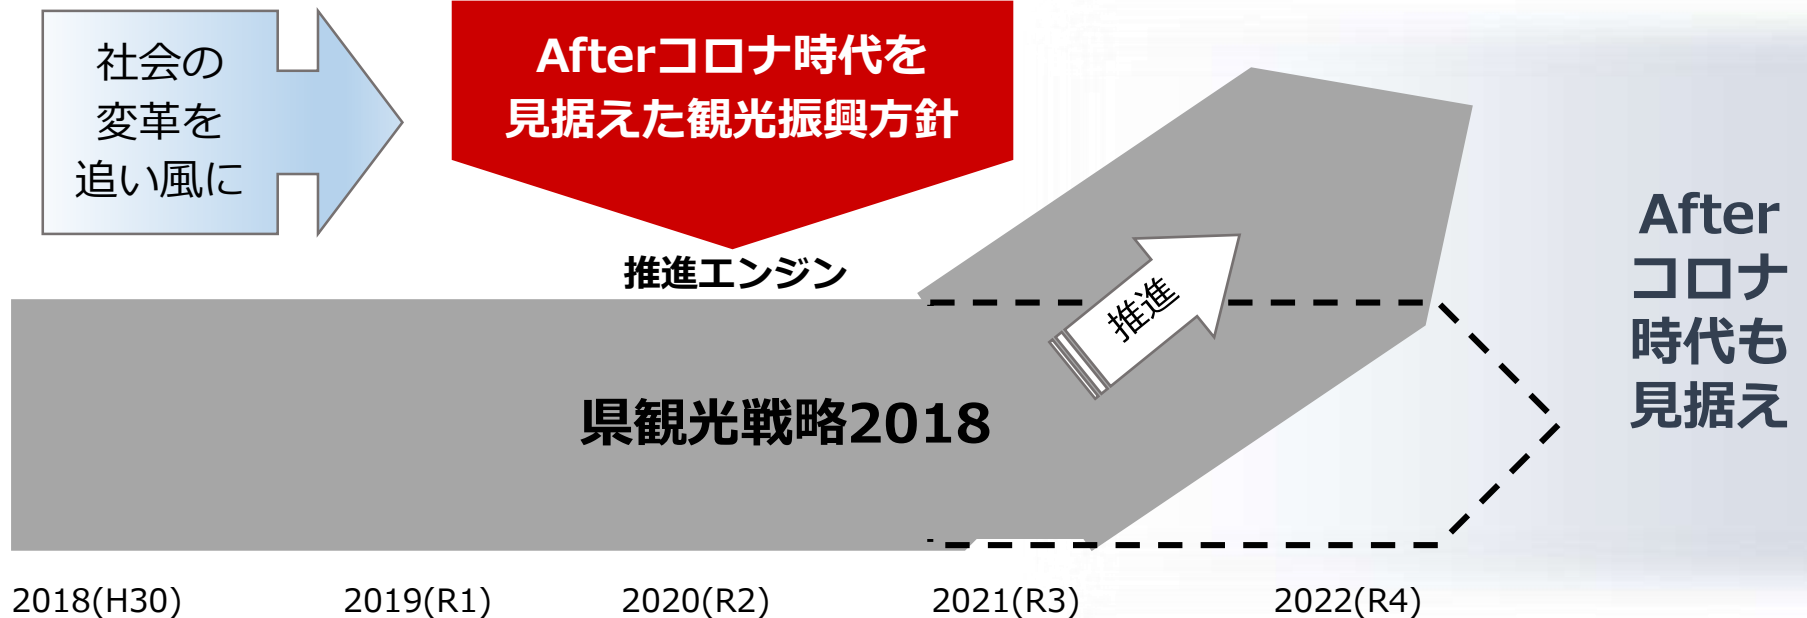 社会の
変革を
追い風に
Afterコロナ時代を
見据えた観光振興方針
推進エンジン
推進
県観光戦略2018
After
コロナ
時代も
見据え
2018(H30)
2019(R1)
2020(R2)
2021(R3)
2022(R4)